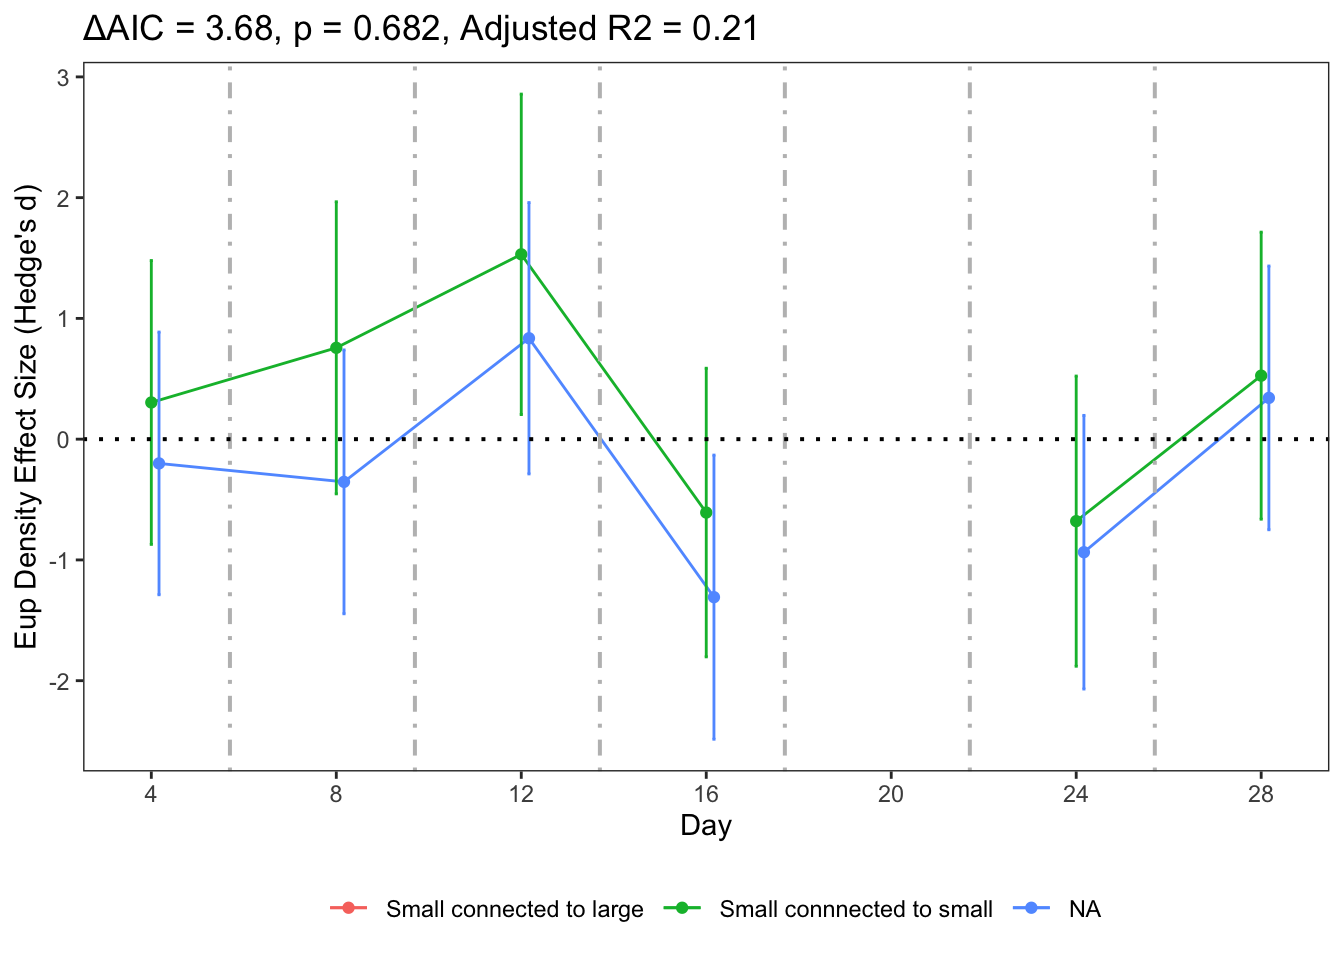 ΔAIC = 3.68, p = 0.682, Adjusted R2 = 0.21
Eup Density Effect Size (Hedge's d)
3
2
1
0
-1
-2
4 8 12 16 20 24 28
Day
Small connected to large Small connnected to small NA